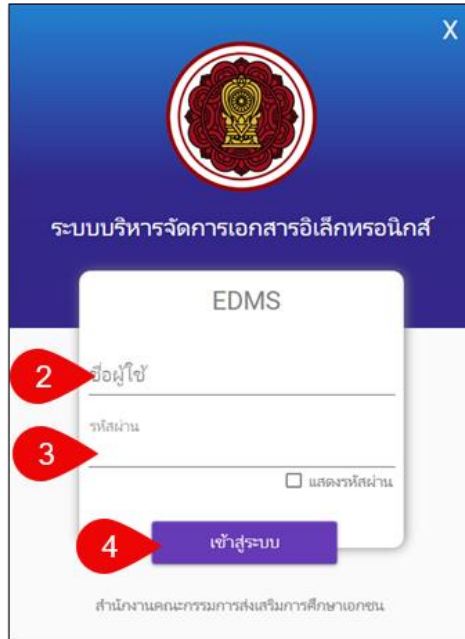 X
ระบบบริหารจัดการเอกสารอิเล็กทรอนิกส์
EDMS
2 ชื่อผู้ใช้
รหัสผ่าน
3
แสดงรหัสผ่าน
4 เข้าสู่ระบบ
สำนักงานคณะกรรมการส่งเสริมการศึกษาเอกชน